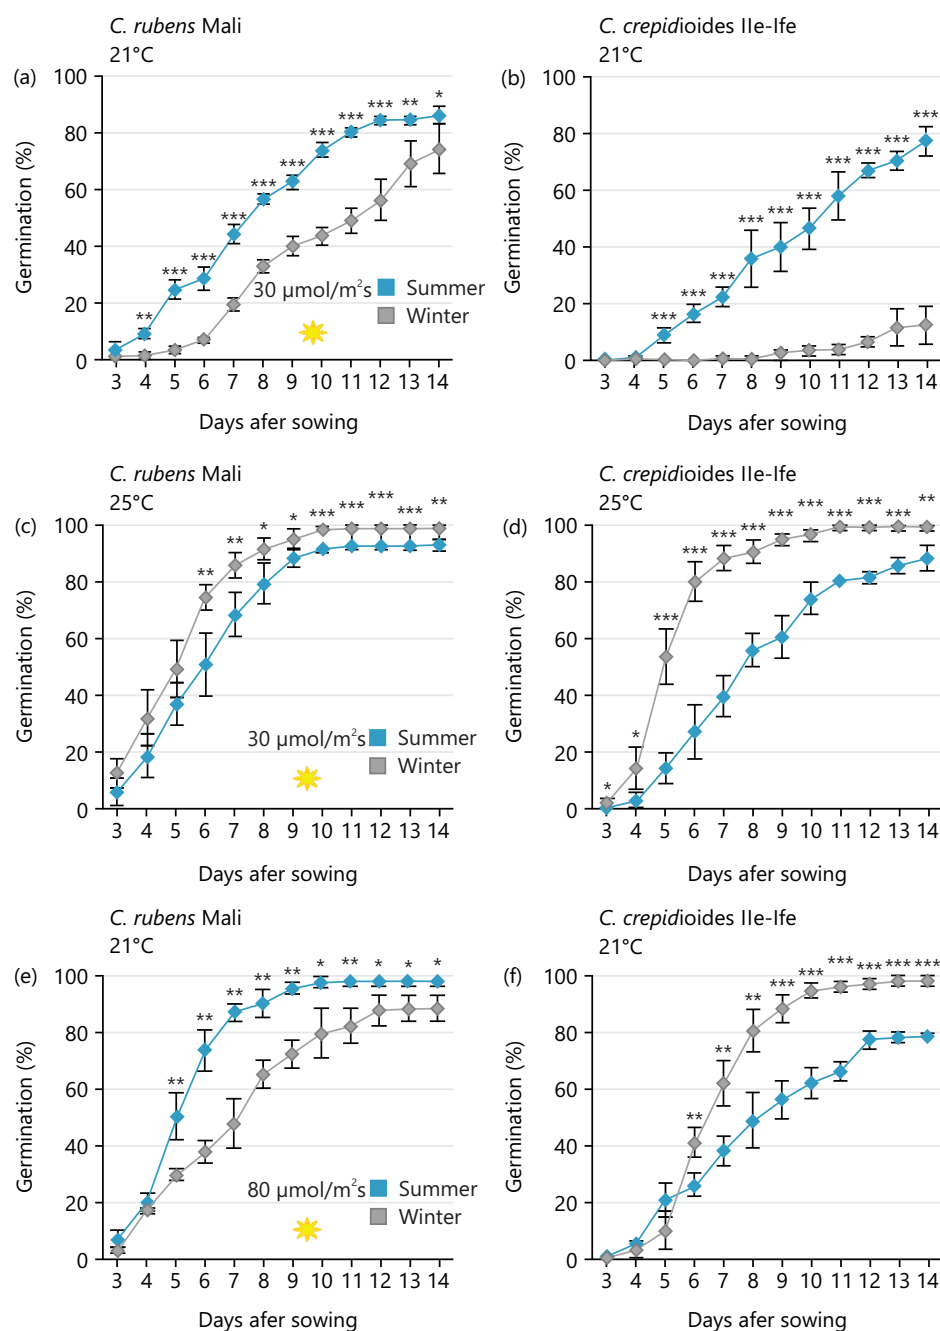 C. rubens Mali
21°C
(a)
100
80
60
40
20
0
Germination (%)
** *** *** *** *** *** *** *** *** ** *
30 µmol/m²s
Summer
Winter
3 4 5 6 7 8 9 10 11 12 13 14
Days afer sowing
C. crepidioides IIe-Ife
21°C
(b)
100
80
60
40
20
0
Germination (%)
*** *** *** *** *** *** *** *** *** ***
3 4 5 6 7 8 9 10 11 12 13 14
Days afer sowing
C. rubens Mali
25°C
(c)
100
80
60
40
20
0
Germination (%)
** ** * * *** *** *** *** **
30 µmol/m²s
Summer
Winter
3 4 5 6 7 8 9 10 11 12 13 14
Days afer sowing
C. crepidioides IIe-Ife
25°C
(d)
100
80
60
40
20
0
Germination (%)
* * *** *** *** *** *** *** *** *** *** **
3 4 5 6 7 8 9 10 11 12 13 14
Days afer sowing
C. rubens Mali
21°C
(e)
100
80
60
40
20
0
Germination (%)
** ** ** ** ** * ** * * *
80 µmol/m²s
Summer
Winter
3 4 5 6 7 8 9 10 11 12 13 14
Days afer sowing
C. crepidioides IIe-Ife
21°C
(f)
100
80
60
40
20
0
Germination (%)
** ** ** *** *** *** *** *** ***
3 4 5 6 7 8 9 10 11 12 13 14
Days afer sowing